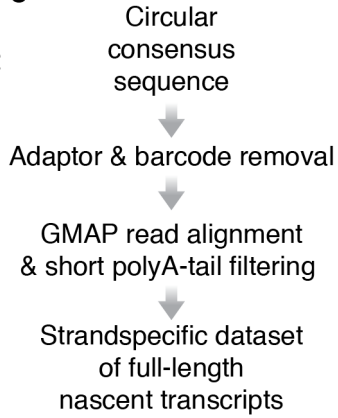 Circular
consensus
sequence
Adaptor & barcode removal
GMAP read alignment
& short polyA-tail filtering
Strandspecific dataset
of full-length
nascent transcripts